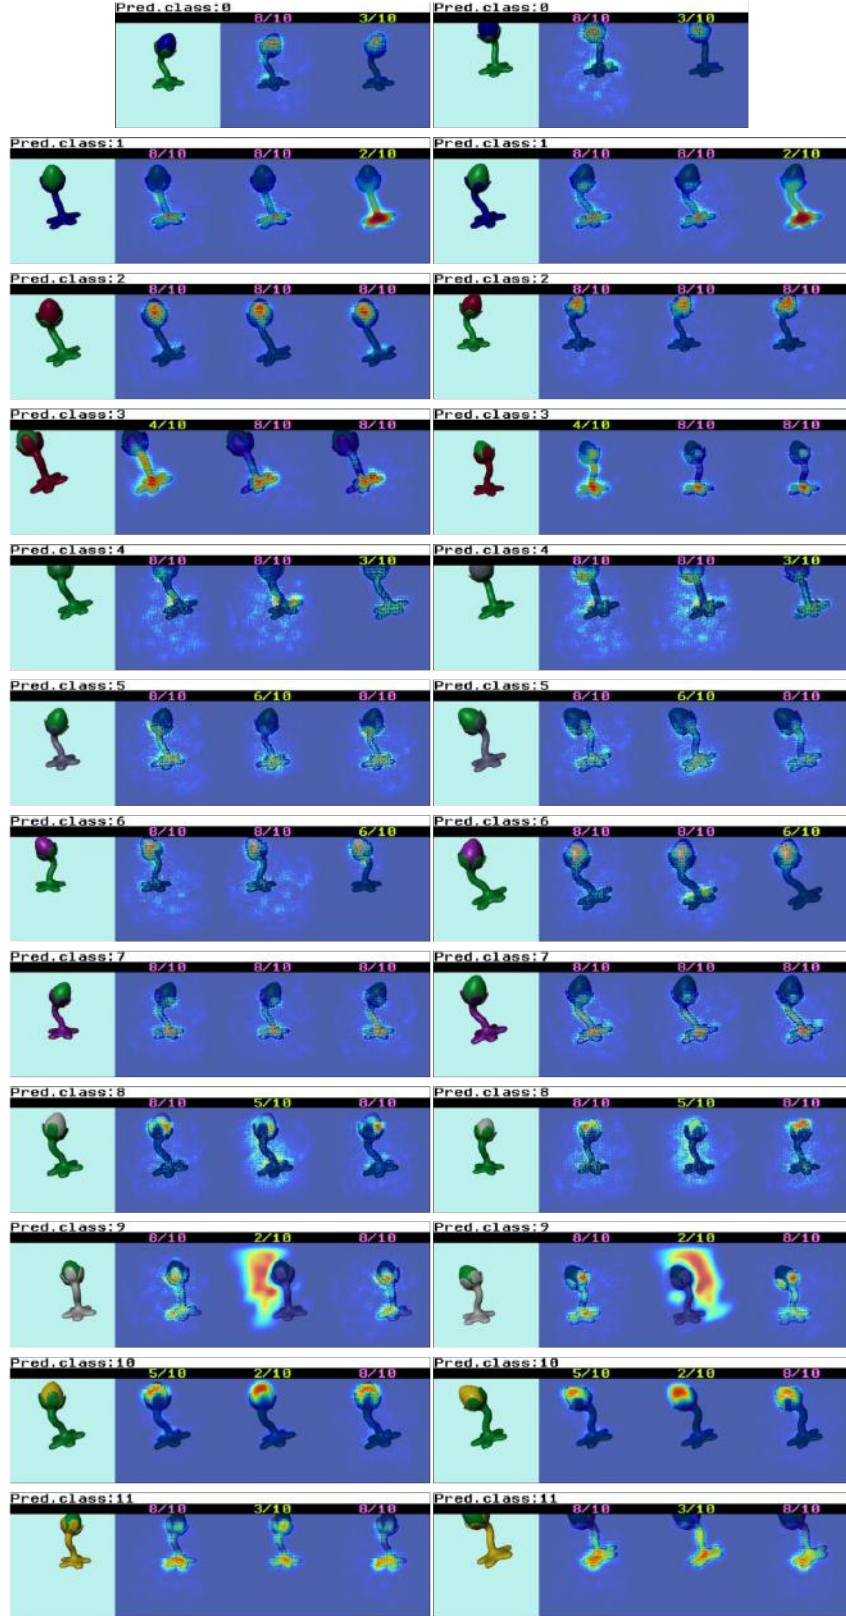 Pred.class:0 Pred.class:0
8/10 3/10 8/10 3/10
Pred.class:1 Pred.class:1
8/10 8/10 2/10 8/10 8/10 2/10
Pred.class:2 Pred.class:2
8/10 8/10 8/10 8/10 8/10 8/10
Pred.class:3 Pred.class:3
4/10 8/10 8/10 4/10 8/10 8/10
Pred.class:4 Pred.class:4
8/10 8/10 3/10 8/10 8/10 3/10
Pred.class:5 Pred.class:5
8/10 6/10 8/10 8/10 6/10 8/10
Pred.class:6 Pred.class:6
8/10 8/10 6/10 8/10 8/10 6/10
Pred.class:7 Pred.class:7
8/10 8/10 8/10 8/10 8/10 8/10
Pred.class:8 Pred.class:8
8/10 5/10 8/10 8/10 5/10 8/10
Pred.class:9 Pred.class:9
8/10 2/10 8/10 8/10 2/10 8/10
Pred.class:10 Pred.class:10
5/10 2/10 8/10 5/10 2/10 8/10
Pred.class:11 Pred.class:11
8/10 3/10 8/10 8/10 3/10 8/10